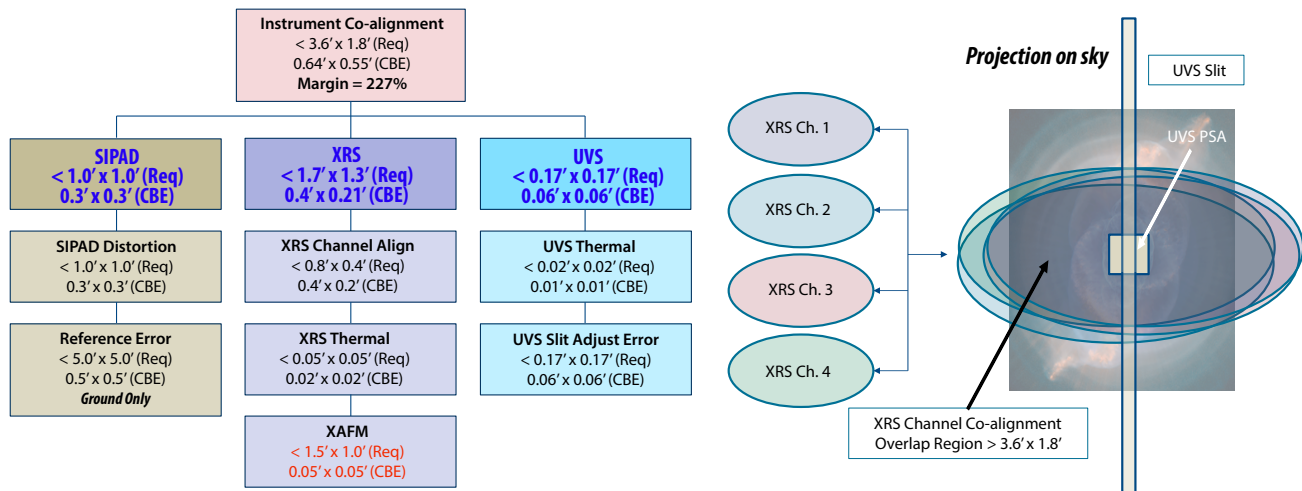 Instrument Co-alignment
< 3.6′ x 1.8′ (Req)
0.64′ x 0.55′ (CBE)
Margin = 227%
SIPAD
< 1.0′ x 1.0′ (Req)
0.3′ x 0.3′ (CBE)
XRS
< 1.7′ x 1.3′ (Req)
0.4′ x 0.21′ (CBE)
UVS
< 0.17′ x 0.17′ (Req)
0.06′ x 0.06′ (CBE)
SIPAD Distortion
< 1.0′ x 1.0′ (Req)
0.3′ x 0.3′ (CBE)
XRS Channel Align
< 0.8′ x 0.4′ (Req)
0.4′ x 0.2′ (CBE)
UVS Thermal
< 0.02′ x 0.02′ (Req)
0.01′ x 0.01′ (CBE)
Reference Error
< 5.0′ x 5.0′ (Req)
0.5′ x 0.5′ (CBE)
Ground Only
XRS Thermal
< 0.05′ x 0.05′ (Req)
0.02′ x 0.02′ (CBE)
UVS Slit Adjust Error
< 0.17′ x 0.17′ (Req)
0.06′ x 0.06′ (CBE)
XAFM
< 1.5′ x 1.0′ (Req)
0.05′ x 0.05′ (CBE)
Projection on sky
UVS Slit
XRS Ch. 1
XRS Ch. 2
XRS Ch. 3
XRS Ch. 4
UVS PSA
XRS Channel Co-alignment
Overlap Region > 3.6′ x 1.8′